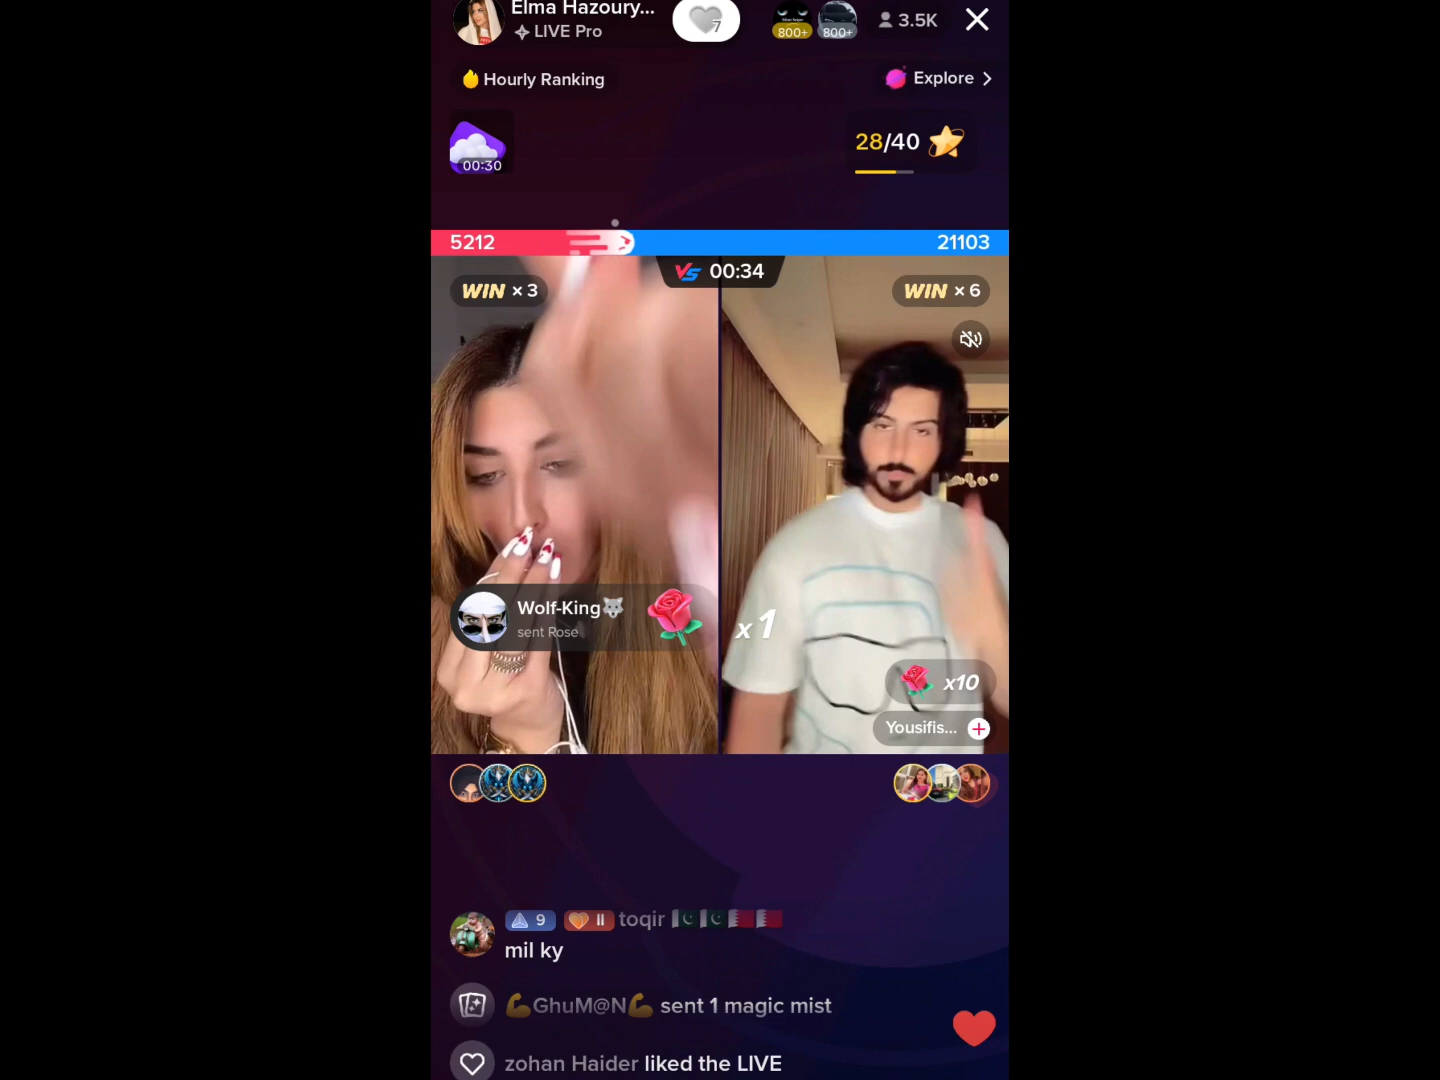 Elma Hazoury...
LIVE Pro
7
800+
800+
3.5K
Hourly Ranking
Explore
00:30
28/40
5212
21103
VS 00:34
WIN × 3
WIN × 6
Wolf-King🐺
sent Rose
x1
x10
Yousifis...
9 II toqir 🇵🇰🇵🇰🇧🇭🇧🇭
mil ky
💪GhuM@N💪 sent 1 magic mist
zohan Haider liked the LIVE